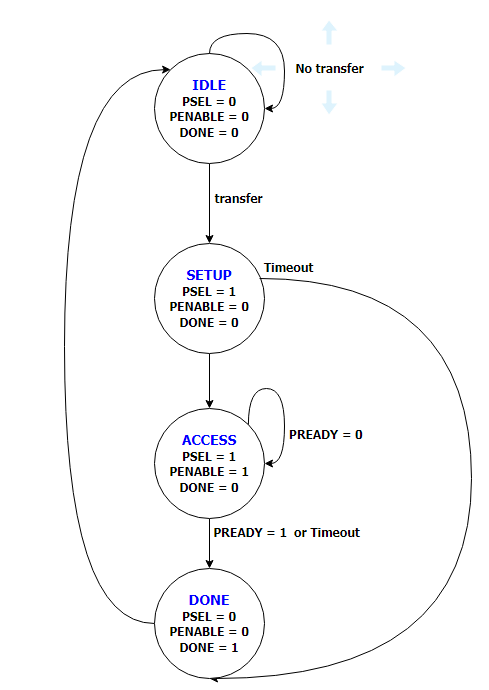 IDLE
PSEL = 0
PENABLE = 0
DONE = 0
No transfer
transfer
SETUP
PSEL = 1
PENABLE = 0
DONE = 0
Timeout
ACCESS
PSEL = 1
PENABLE = 1
DONE = 0
PREADY = 0
PREADY = 1 or Timeout
DONE
PSEL = 0
PENABLE = 0
DONE = 1